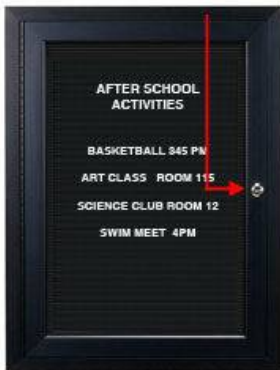 AFTER SCHOOL
ACTIVITIES
BASKETBALL 345 PM
ART CLASS ROOM 115
SCIENCE CLUB ROOM 12
SWIM MEET 4PM